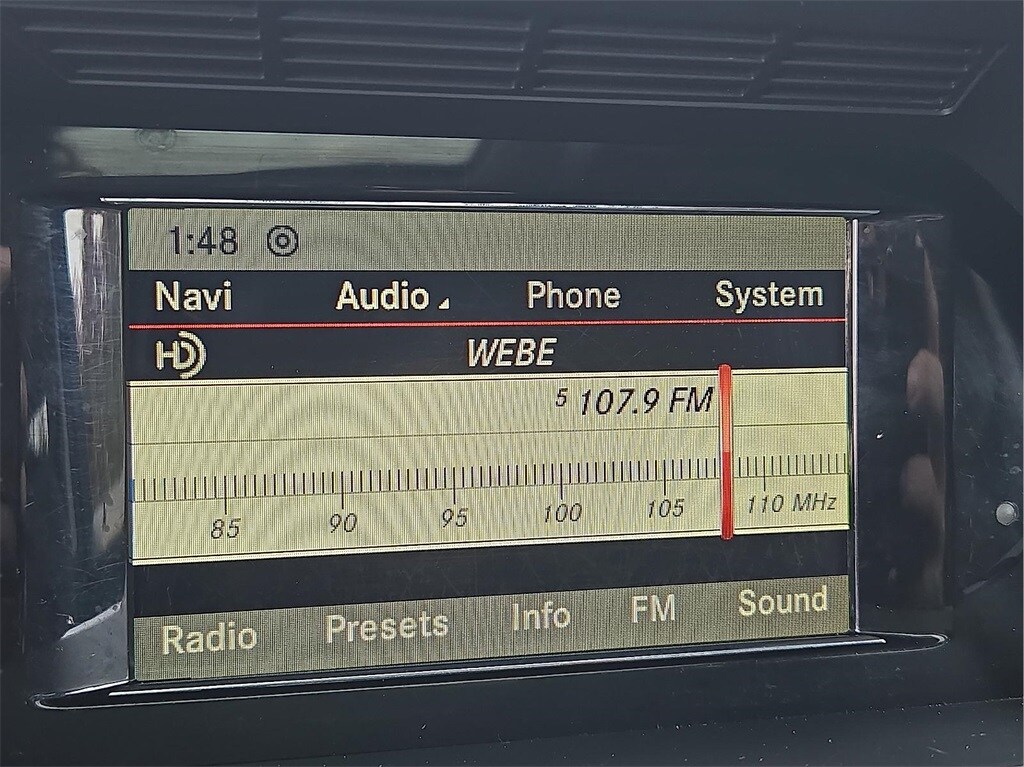 1:48
Navi Audio Phone System
HD WEBE
5 107.9 FM
85 90 95 100 105 110 MHz
Radio Presets Info FM Sound